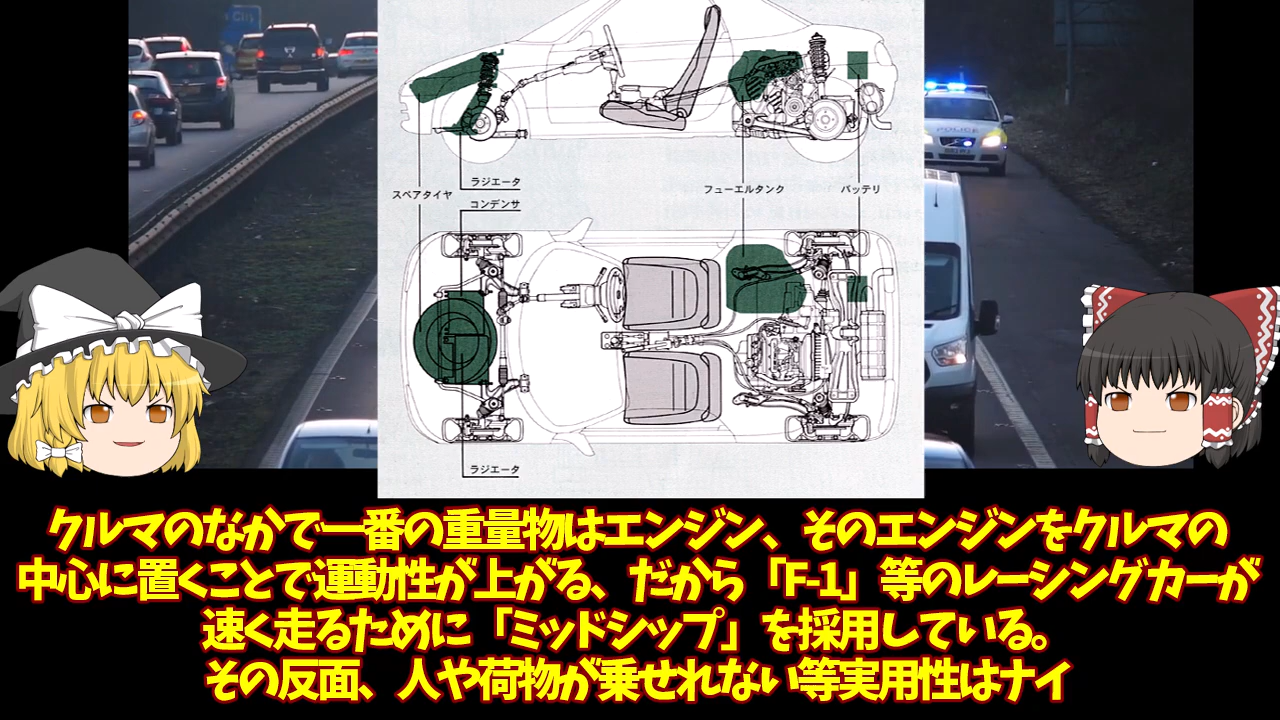 ラジエータ
スペアタイヤ
コンデンサ
フューエルタンク
バッテリ
ラジエータ
POLICE
クルマのなかで一番の重量物はエンジン、そのエンジンをクルマの
中心に置くことで運動性が上がる、だから「F-1」等のレーシングカーが
速く走るために「ミッドシップ」を採用している。
その反面、人や荷物が乗せれない等実用性はナイ